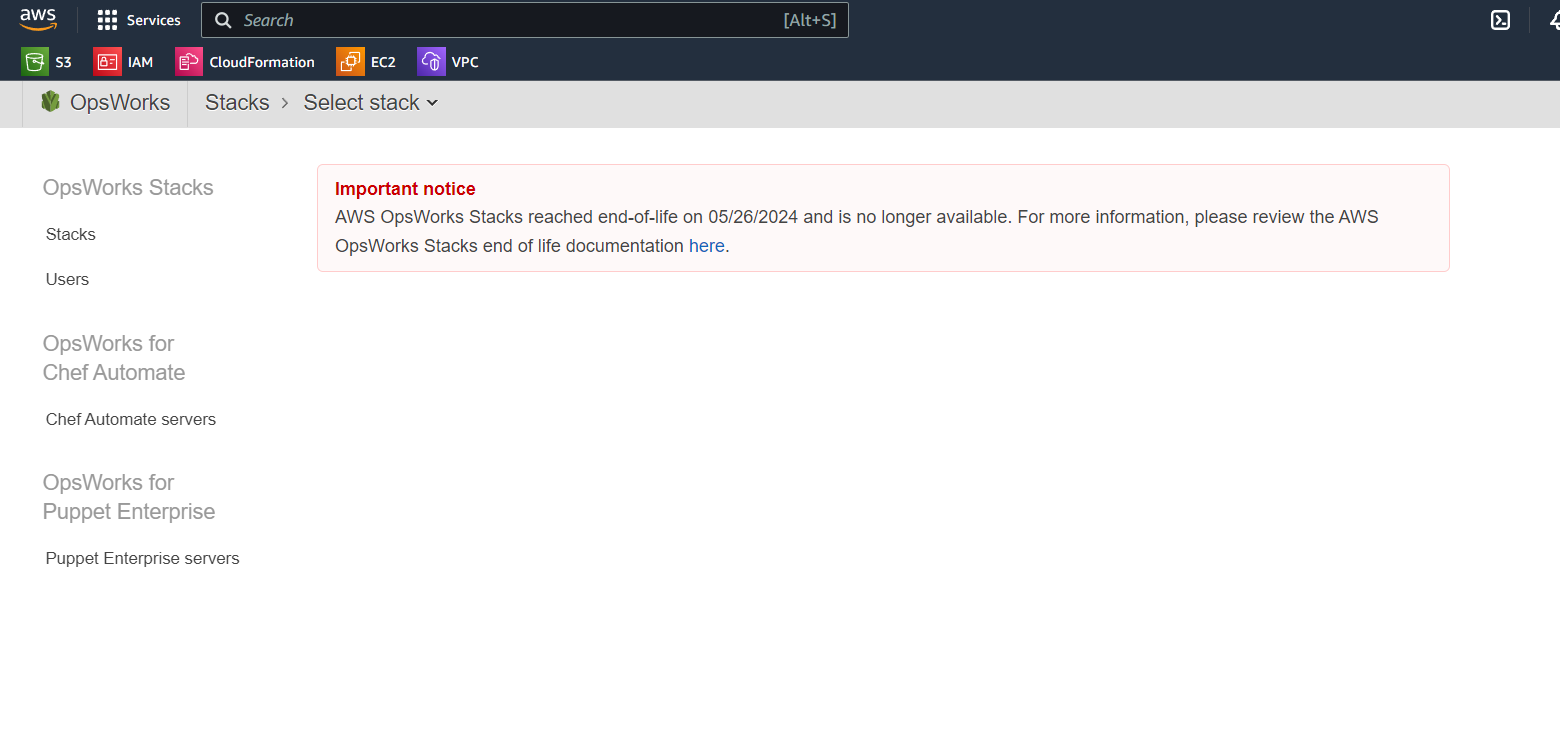 aws
Services
Search [Alt+S]
S3 IAM CloudFormation EC2 VPC
OpsWorks Stacks > Select stack
OpsWorks Stacks
Stacks
Users
OpsWorks for
Chef Automate
Chef Automate servers
OpsWorks for
Puppet Enterprise
Puppet Enterprise servers
Important notice
AWS OpsWorks Stacks reached end-of-life on 05/26/2024 and is no longer available. For more information, please review the AWS
OpsWorks Stacks end of life documentation here.